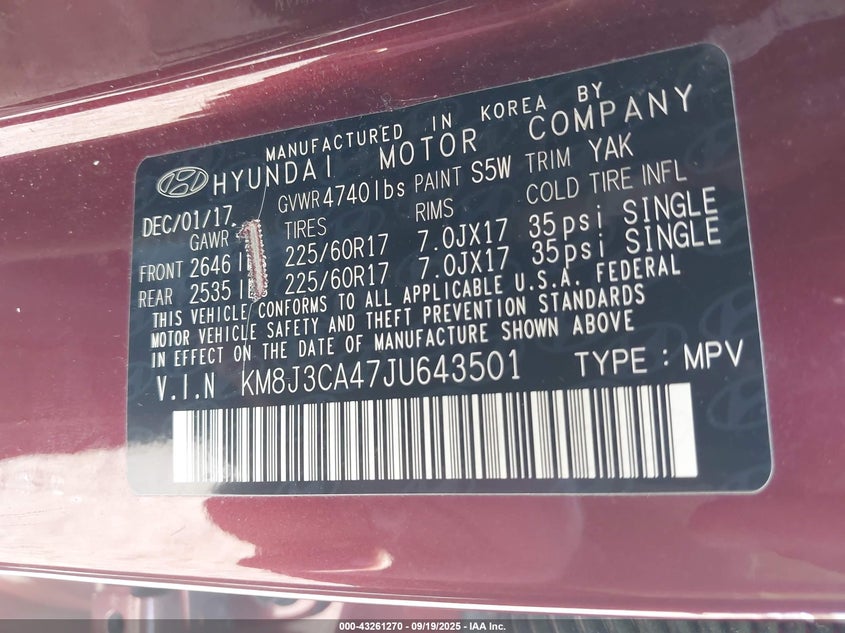 MANUFACTURED IN KOREA BY
HYUNDAI MOTOR COMPANY
DEC/01/17 GVWR 4740lbs PAINT S5W TRIM YAK
GAWR TIRES RIMS COLD TIRE INFL
FRONT 2646 225/60R17 7.0JX17 35psi SINGLE
REAR 2535 225/60R17 7.0JX17 35psi SINGLE
THIS VEHICLE CONFORMS TO ALL APPLICABLE U.S.A. FEDERAL
MOTOR VEHICLE SAFETY AND THEFT PREVENTION STANDARDS
IN EFFECT ON THE DATE OF MANUFACTURE SHOWN ABOVE
V.I.N KM8J3CA47JU643501 TYPE : MPV
000-43261270 - 09/19/2025 - IAA Inc.